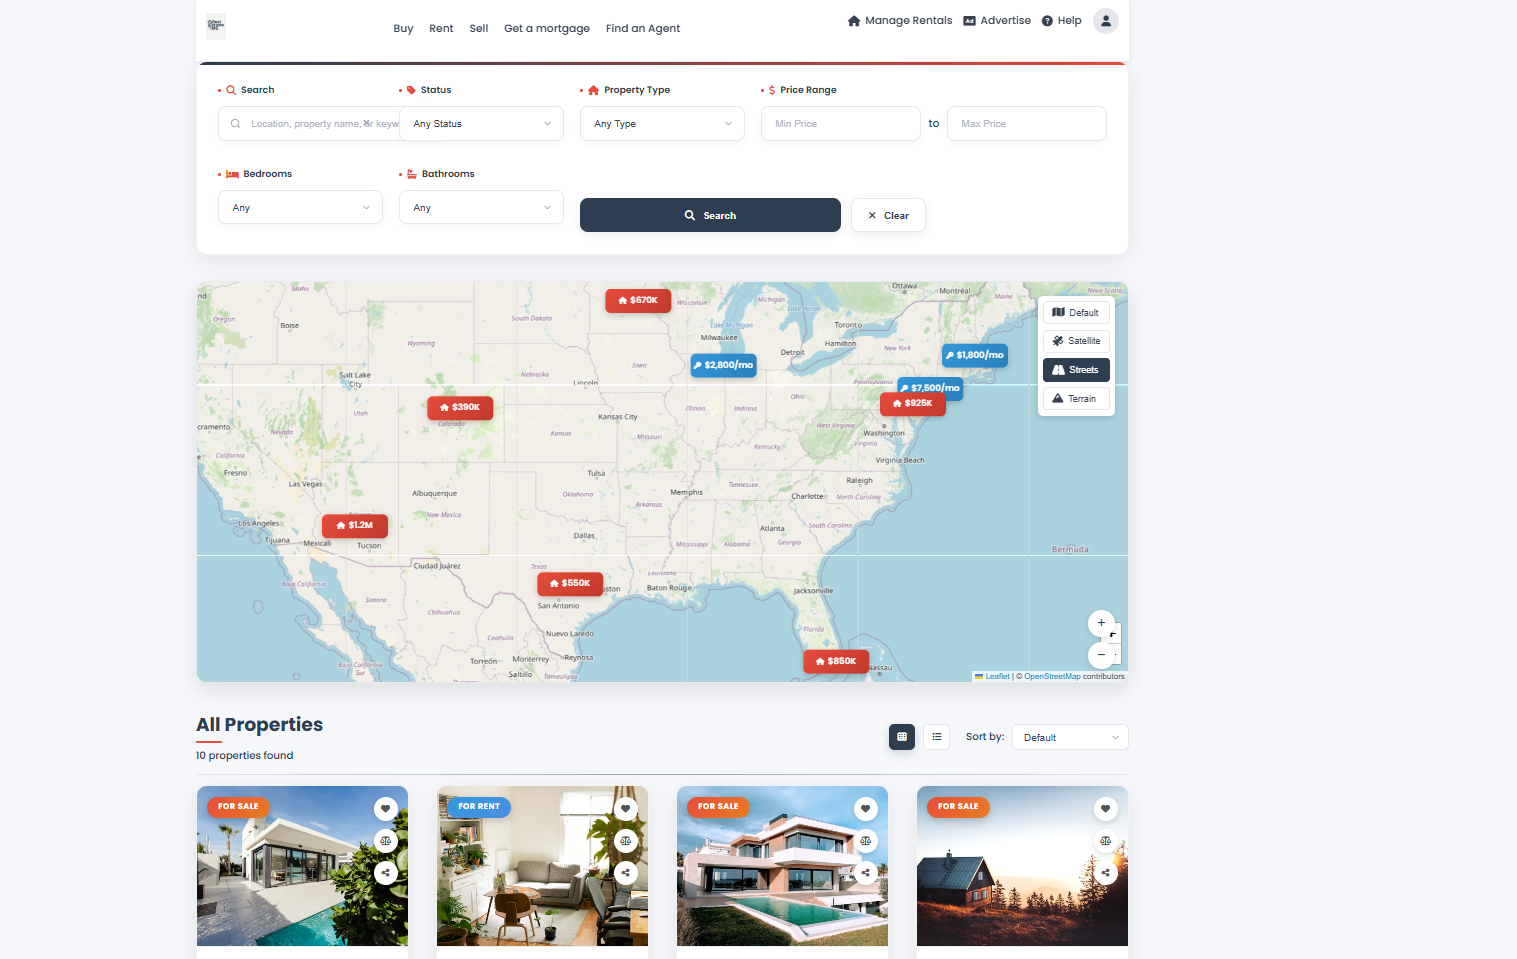 Buy Rent Sell Get a mortgage Find an Agent
Manage Rentals Advertise Help
Search
Status
Property Type
Price Range
Location, property name, or keyw
Any Status
Any Type
Min Price
to
Max Price
Bedrooms
Bathrooms
Any
Any
Search
Clear
Idaho
$670K
Wisconsin
Michigan
Ottawa
Montréal
Maine
Nova Scotia
nd
Oregon
Boise
South Dakota
Lake Michigan
Lake Huron
Toronto
Default
Milwaukee
Hamilton
Wyoming
Iowa
Detroit
New York
$1,800/mo
Satellite
$2,800/mo
Salt Lake
City
Nebraska
Lincoln
Pennsylvania
$7,500/mo
Streets
$390K
Utah
Colorado
Kansas City
Illinois
Indiana
Ohio
$925K
Terrain
cramento
Nevada
Kansas
Missouri
West Virginia
Washington
Virginia
Kentucky
California
Fresno
Las Vegas
Tulsa
Virginia Beach
Albuquerque
Oklahoma
Memphis
Tennessee
Raleigh
Charlotte
North Carolina
Arkansas
New Mexico
Los Angeles
$1.2M
Atlanta
South Carolina
Tijuana
Mexicali
Tucson
Dallas
Mississippi
Alabama
Georgia
Bermuda
Ciudad Juárez
Texas
Louisiana
Baja California
$550K
ston
Baton Rouge
Jacksonville
Sonora
San Antonio
Chihuahua
Coahuila
Nuevo Laredo
Florida
+
Baja California
Sur
Torreón
Monterrey
Reynosa
$850K
Nassau
−
Saltillo
Tamaulipas
Leaflet | © OpenStreetMap contributors
All Properties
10 properties found
Sort by:
Default
FOR SALE
FOR RENT
FOR SALE
FOR SALE